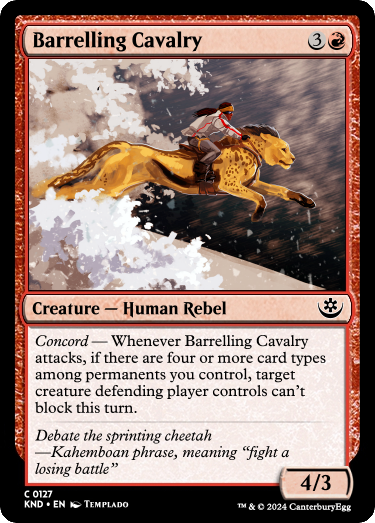 Barrelling Cavalry 3
Creature — Human Rebel
Concord — Whenever Barrelling Cavalry
attacks, if there are four or more card types
among permanents you control, target
creature defending player controls can't
block this turn.
Debate the sprinting cheetah
—Kahemboan phrase, meaning “fight a
losing battle”
4/3
C 0127
KND • EN Templado
™ & © 2024 CanterburyEgg